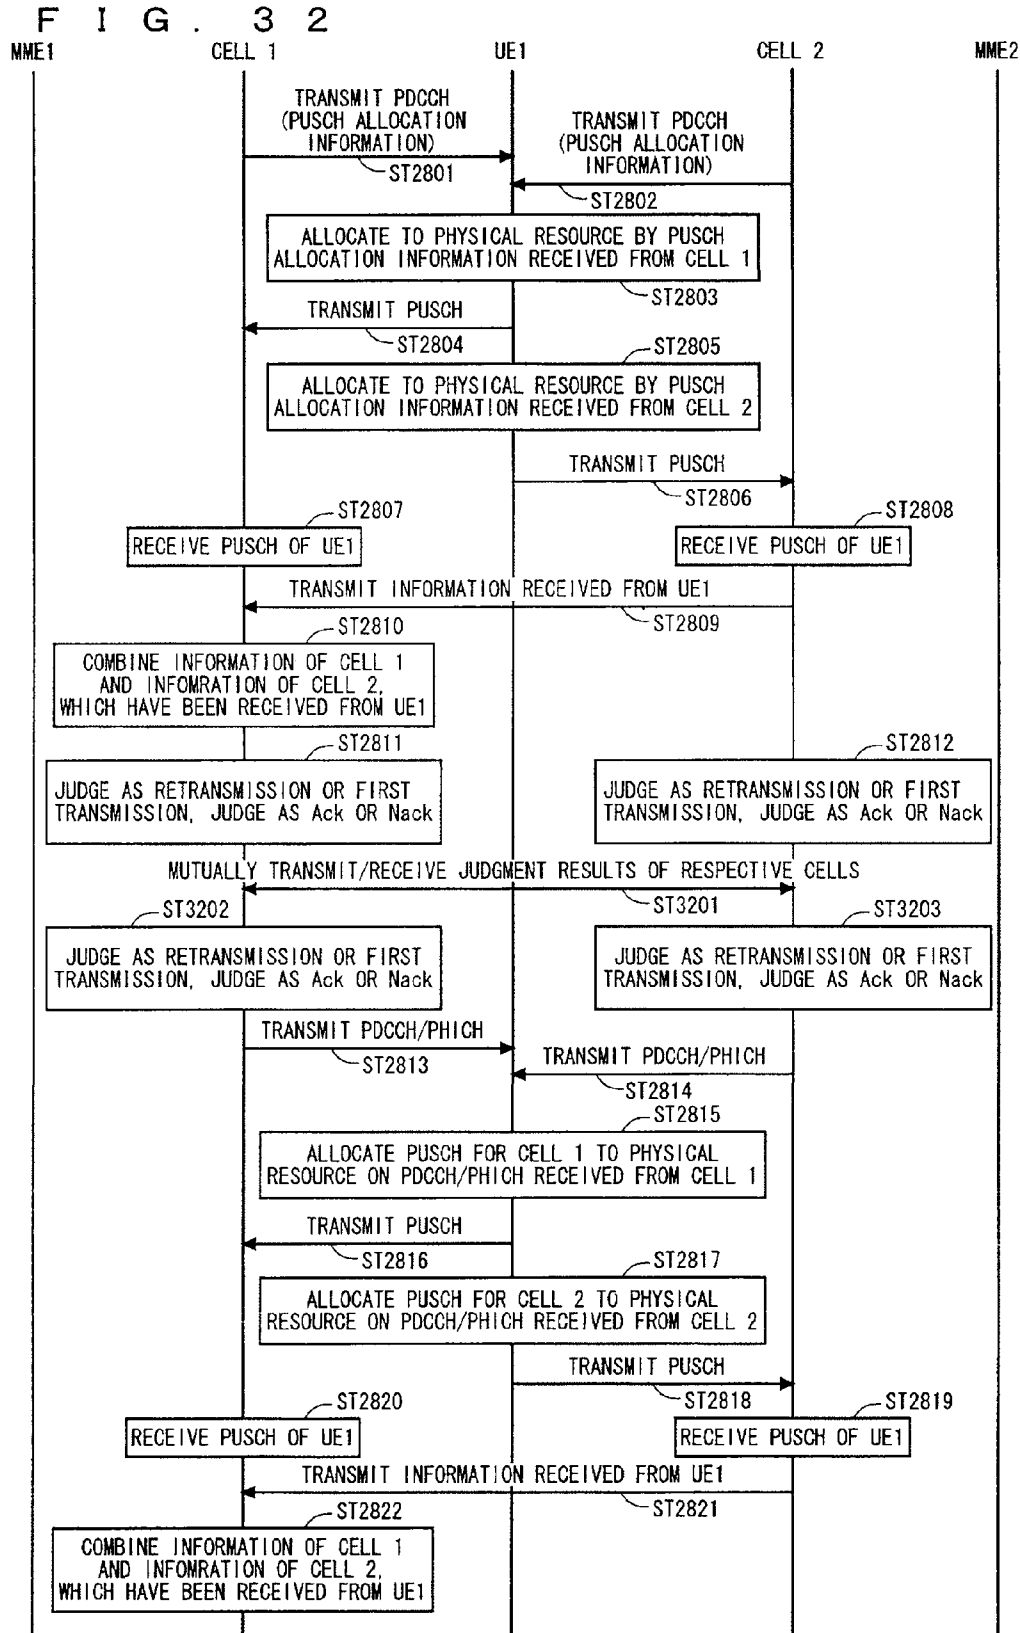 FIG. 32
MME1 CELL 1 UE1 CELL 2 MME2
TRANSMIT PDCCH
(PUSCH ALLOCATION
INFORMATION)
ST2801
TRANSMIT PDCCH
(PUSCH ALLOCATION
INFORMATION)
ST2802
ALLOCATE TO PHYSICAL RESOURCE BY PUSCH
ALLOCATION INFORMATION RECEIVED FROM CELL 1
ST2803
TRANSMIT PUSCH
ST2804
ST2805
ALLOCATE TO PHYSICAL RESOURCE BY PUSCH
ALLOCATION INFORMATION RECEIVED FROM CELL 2
TRANSMIT PUSCH
ST2806
ST2807
RECEIVE PUSCH OF UE1
ST2808
RECEIVE PUSCH OF UE1
TRANSMIT INFORMATION RECEIVED FROM UE1
ST2809
ST2810
COMBINE INFORMATION OF CELL 1
AND INFOMRATION OF CELL 2,
WHICH HAVE BEEN RECEIVED FROM UE1
ST2811
JUDGE AS RETRANSMISSION OR FIRST
TRANSMISSION, JUDGE AS Ack OR Nack
ST2812
JUDGE AS RETRANSMISSION OR FIRST
TRANSMISSION, JUDGE AS Ack OR Nack
MUTUALLY TRANSMIT/RECEIVE JUDGMENT RESULTS OF RESPECTIVE CELLS
ST3201
ST3202
JUDGE AS RETRANSMISSION OR FIRST
TRANSMISSION, JUDGE AS Ack OR Nack
ST3203
JUDGE AS RETRANSMISSION OR FIRST
TRANSMISSION, JUDGE AS Ack OR Nack
TRANSMIT PDCCH/PHICH
ST2813
TRANSMIT PDCCH/PHICH
ST2814
ST2815
ALLOCATE PUSCH FOR CELL 1 TO PHYSICAL
RESOURCE ON PDCCH/PHICH RECEIVED FROM CELL 1
TRANSMIT PUSCH
ST2816
ST2817
ALLOCATE PUSCH FOR CELL 2 TO PHYSICAL
RESOURCE ON PDCCH/PHICH RECEIVED FROM CELL 2
TRANSMIT PUSCH
ST2818
ST2820
RECEIVE PUSCH OF UE1
ST2819
RECEIVE PUSCH OF UE1
TRANSMIT INFORMATION RECEIVED FROM UE1
ST2821
ST2822
COMBINE INFORMATION OF CELL 1
AND INFOMRATION OF CELL 2,
WHICH HAVE BEEN RECEIVED FROM UE1